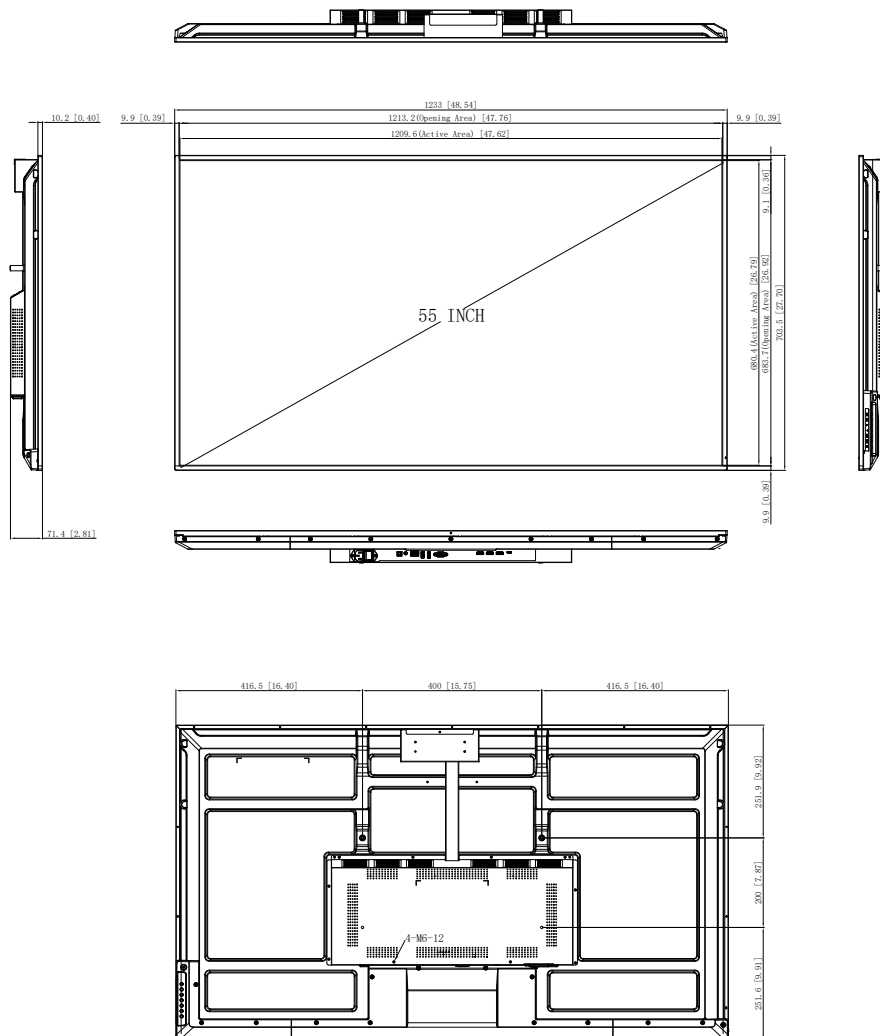 1233 [48.54]
10.2 [0.40]
9.9 [0.39]
1213.2(Opening Area) [47.76]
9.9 [0.39]
1209.6(Active Area) [47.62]
9.1 [0.36]
680.4(Active Area) [26.79]
683.7(Opening Area) [26.92]
703.5 [27.70]
55 INCH
9.9 [0.39]
71.4 [2.81]
416.5 [16.40]
400 [15.75]
416.5 [16.40]
251.9 [9.92]
200 [7.87]
4-M6-12
251.6 [9.91]